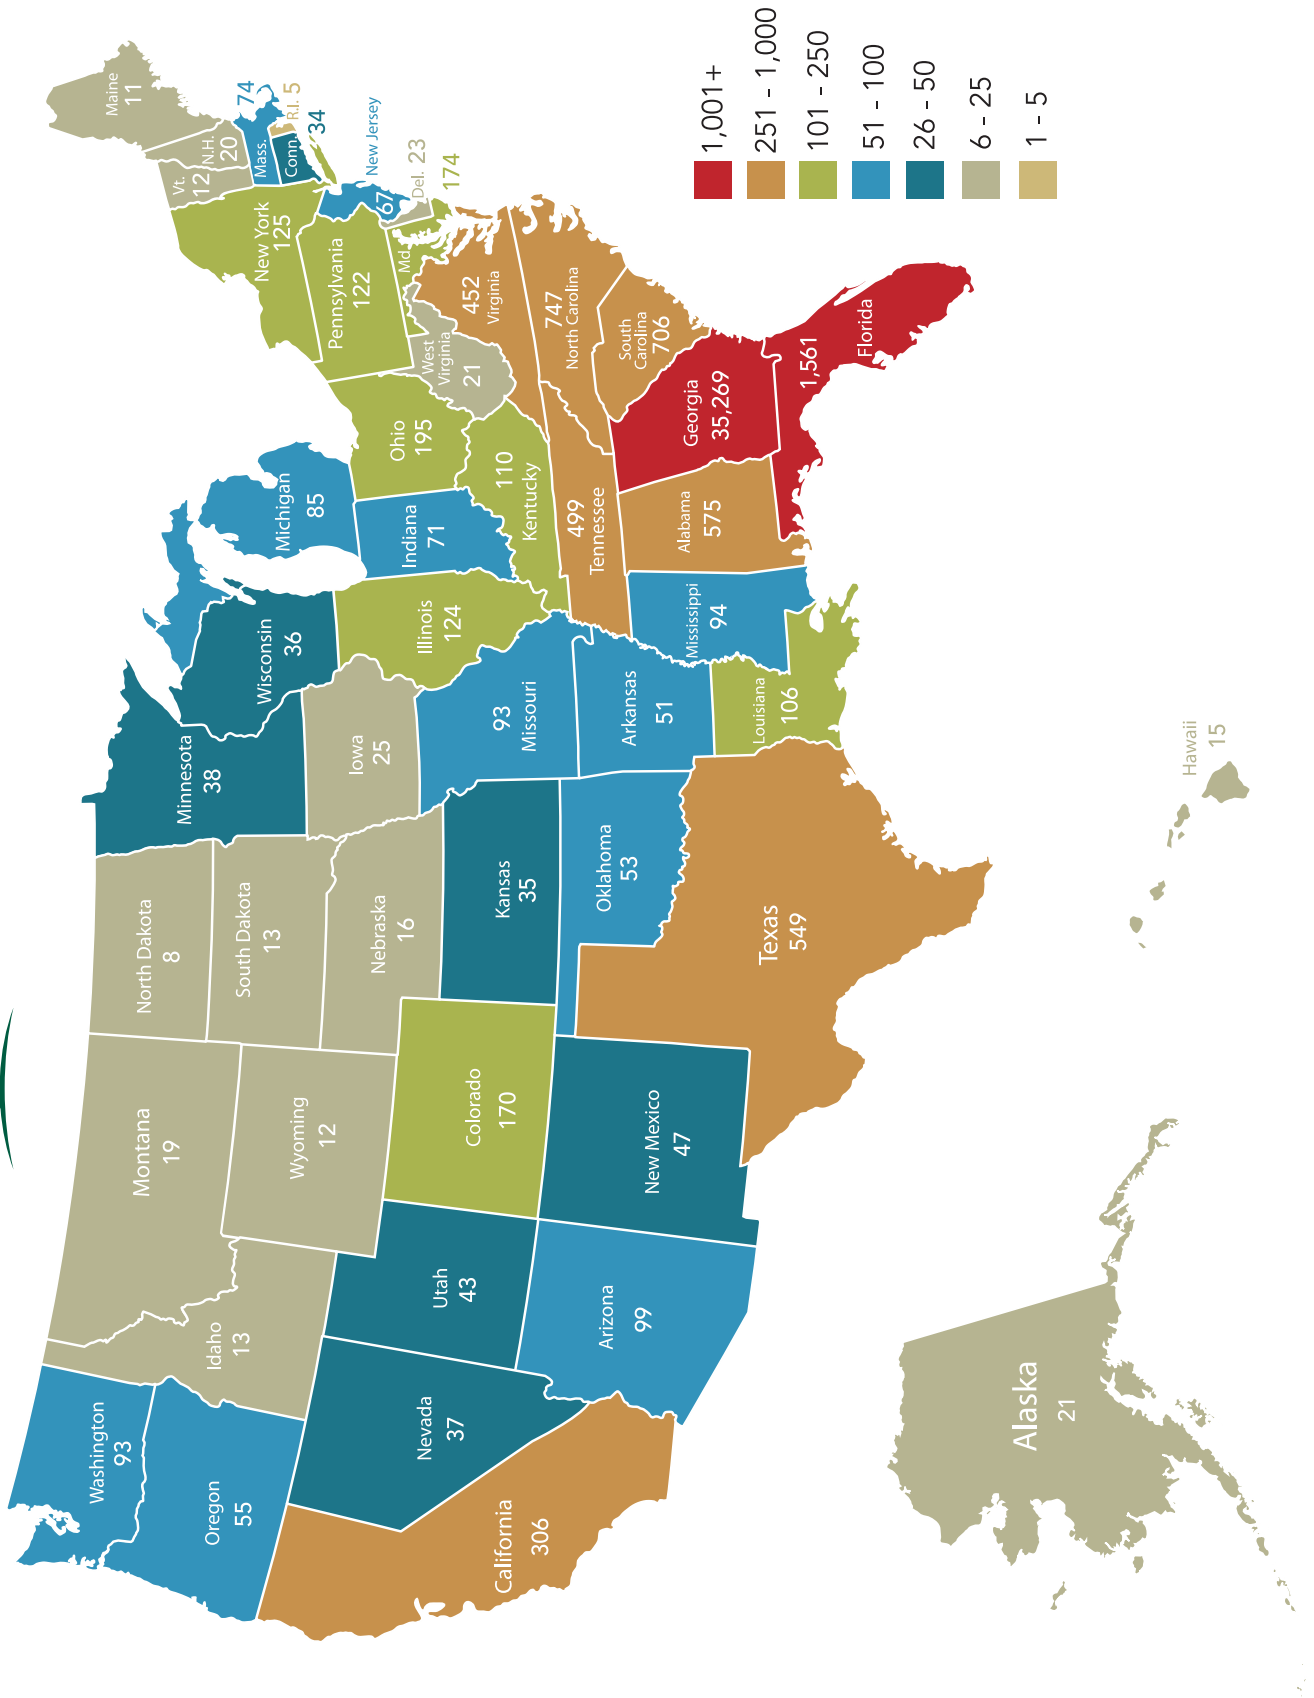 Washington
93
Oregon
55
California
306
Nevada
37
Idaho
13
Montana
19
Wyoming
12
Utah
43
Arizona
99
Colorado
170
New Mexico
47
North Dakota
8
South Dakota
13
Nebraska
16
Kansas
35
Oklahoma
53
Texas
549
Minnesota
38
Iowa
25
93
Missouri
Arkansas
51
Louisiana
106
Wisconsin
36
Illinois
124
Michigan
85
Indiana
71
Ohio
195
110
Kentucky
499
Tennessee
Mississippi
94
Alabama
575
Georgia
35,269
1,561
Florida
South
Carolina
706
747
North Carolina
452
Virginia
West
Virginia
21
Md.
174
Del. 23
Pennsylvania
122
67
New Jersey
New York
125
Conn.
34
R.I. 5
Mass.
74
Vt.
12
N.H.
20
Maine
11
Alaska
21
Hawaii
15
1,001+
251 - 1,000
101 - 250
51 - 100
26 - 50
6 - 25
1 - 5